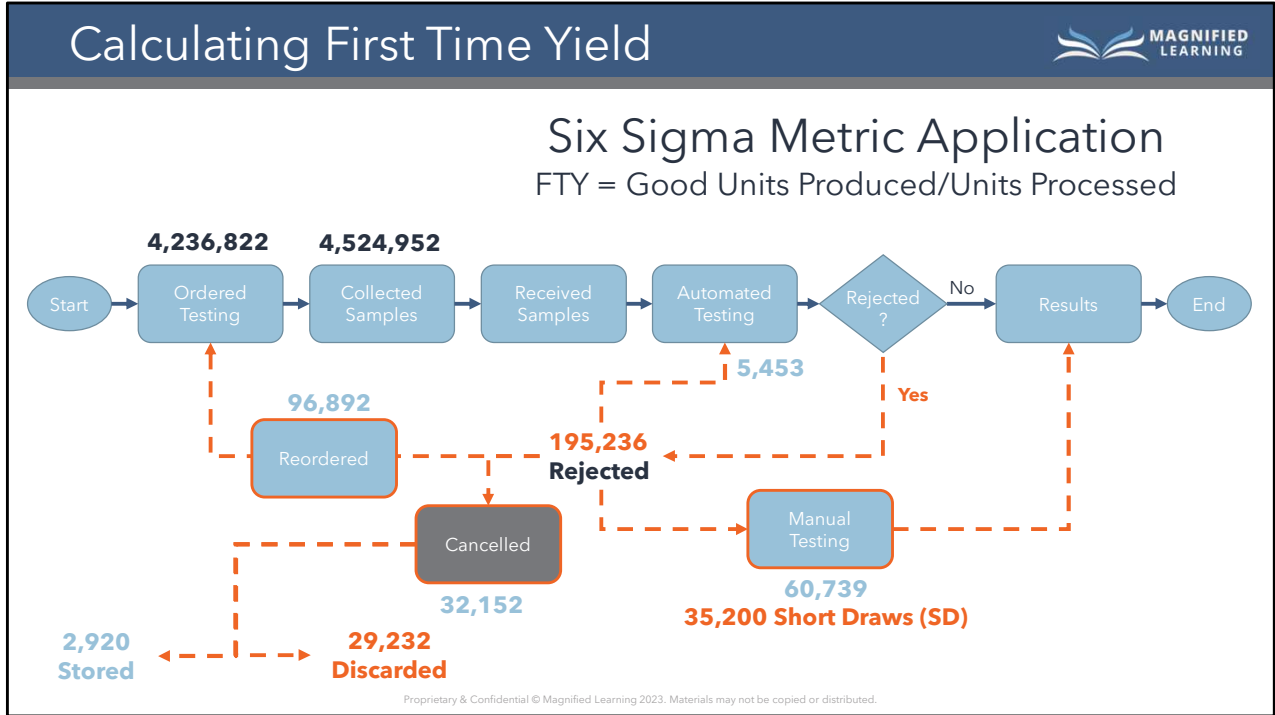 Calculating First Time Yield
MAGNIFIED
LEARNING
Six Sigma Metric Application
FTY = Good Units Produced/Units Processed
4,236,822
4,524,952
Start
Ordered
Testing
Collected
Samples
Received
Samples
Automated
Testing
Rejected
?
No
Results
End
5,453
Yes
96,892
Reordered
195,236
Rejected
Manual
Testing
Cancelled
60,739
35,200 Short Draws (SD)
32,152
2,920
Stored
29,232
Discarded
Proprietary & Confidential © Magnified Learning 2023. Materials may not be copied or distributed.